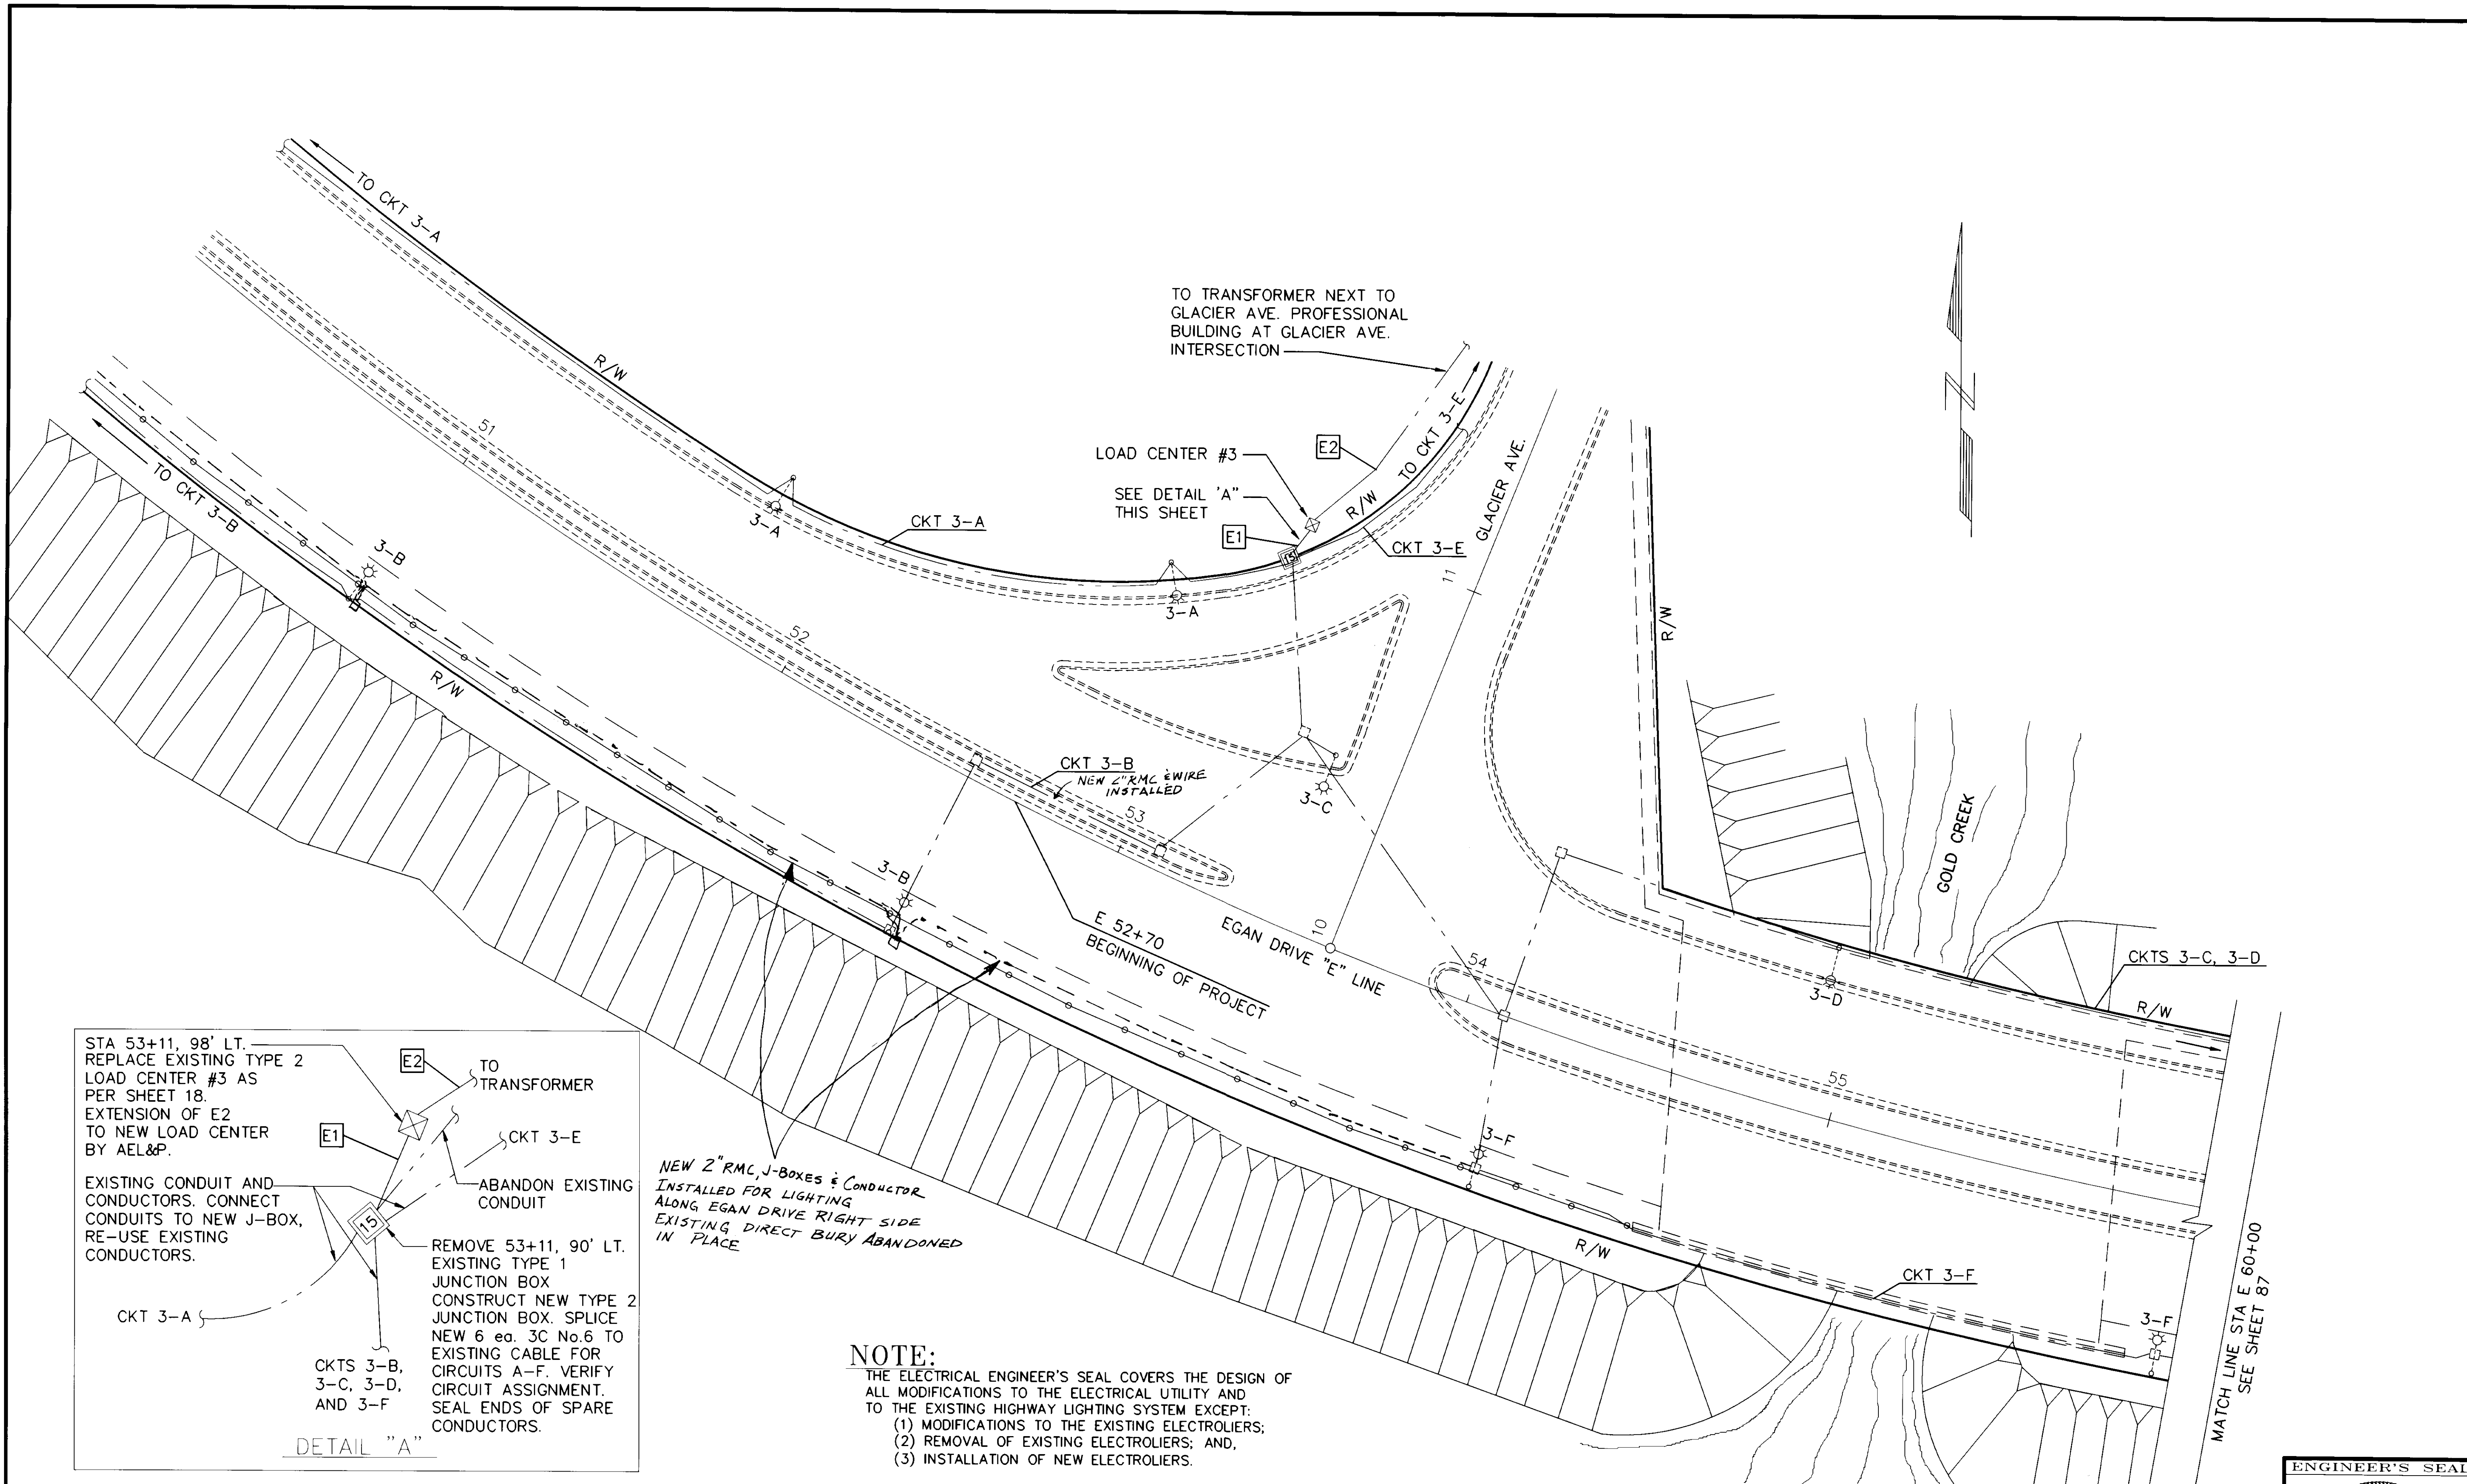 TO CKT 3-A
R/W
51
TO CKT 3-B
3-B
3-A
CKT 3-A
TO TRANSFORMER NEXT TO
GLACIER AVE. PROFESSIONAL
BUILDING AT GLACIER AVE.
INTERSECTION
LOAD CENTER #3
E2
SEE DETAIL 'A"
THIS SHEET
E1
15
TO CKT 3-E
R/W
CKT 3-E
GLACIER AVE.
11
3-A
52
R/W
R/W
CKT 3-B
NEW 2"RMC & WIRE
INSTALLED
53
3-C
3-B
E 52+70
BEGINNING OF PROJECT
10
EGAN DRIVE "E" LINE
54
GOLD CREEK
3-D
CKTS 3-C, 3-D
R/W
55
3-F
R/W
CKT 3-F
3-F
MATCH LINE STA E 60+00
SEE SHEET 87
NEW 2"RMC, J-BOXES & CONDUCTOR
INSTALLED FOR LIGHTING
ALONG EGAN DRIVE RIGHT SIDE
EXISTING DIRECT BURY ABANDONED
IN PLACE
STA 53+11, 98' LT.
REPLACE EXISTING TYPE 2
LOAD CENTER #3 AS
PER SHEET 18.
EXTENSION OF E2
TO NEW LOAD CENTER
BY AEL&P.
E2
TO
TRANSFORMER
E1
CKT 3-E
EXISTING CONDUIT AND
CONDUCTORS. CONNECT
CONDUITS TO NEW J-BOX,
RE-USE EXISTING
CONDUCTORS.
ABANDON EXISTING
CONDUIT
15
REMOVE 53+11, 90' LT.
EXISTING TYPE 1
JUNCTION BOX
CONSTRUCT NEW TYPE 2
JUNCTION BOX. SPLICE
NEW 6 ea. 3C No.6 TO
EXISTING CABLE FOR
CIRCUITS A-F. VERIFY
CIRCUIT ASSIGNMENT.
SEAL ENDS OF SPARE
CONDUCTORS.
CKT 3-A
CKTS 3-B,
3-C, 3-D,
AND 3-F
DETAIL "A"
NOTE:
THE ELECTRICAL ENGINEER'S SEAL COVERS THE DESIGN OF
ALL MODIFICATIONS TO THE ELECTRICAL UTILITY AND
TO THE EXISTING HIGHWAY LIGHTING SYSTEM EXCEPT:
(1) MODIFICATIONS TO THE EXISTING ELECTROLIERS;
(2) REMOVAL OF EXISTING ELECTROLIERS; AND,
(3) INSTALLATION OF NEW ELECTROLIERS.
ENGINEER'S SEAL